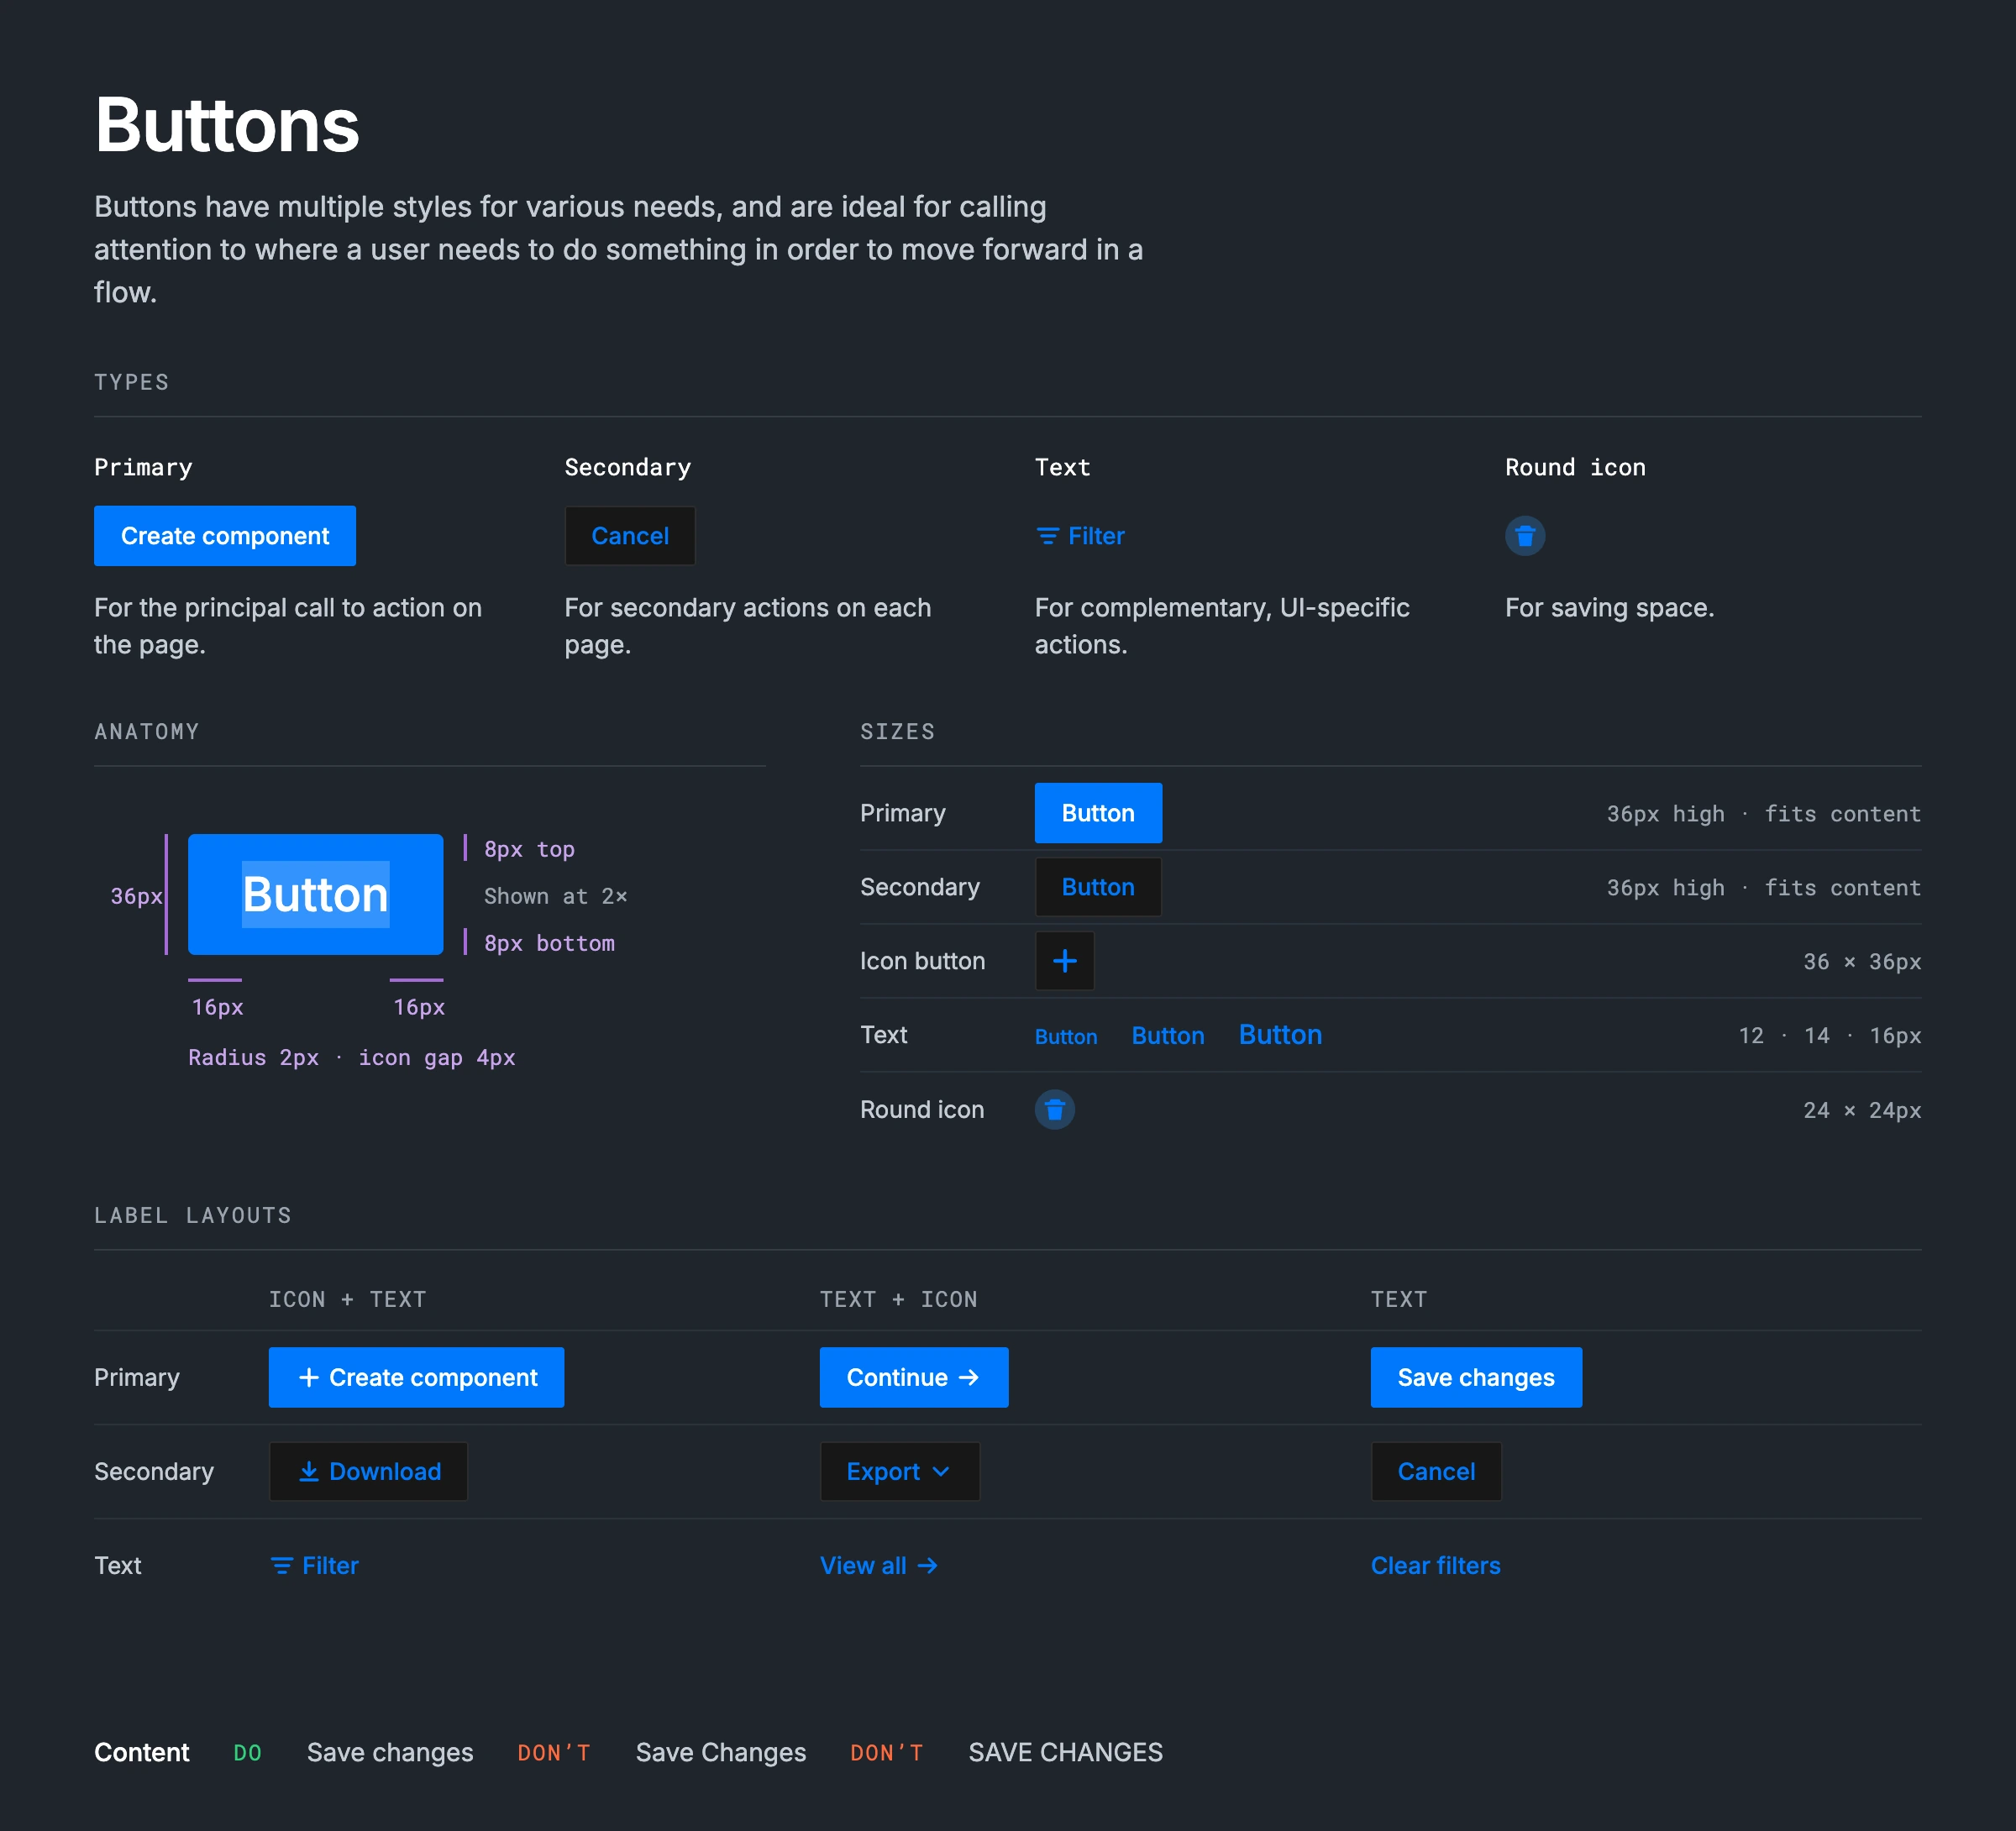 Buttons
Buttons have multiple styles for various needs, and are ideal for calling
attention to where a user needs to do something in order to move forward in a
flow.
TYPES
Primary
Create component
For the principal call to action on
the page.
Secondary
Cancel
For secondary actions on each
page.
Text
Filter
For complementary, UI-specific
actions.
Round icon
For saving space.
ANATOMY
36px
Button
8px top
Shown at 2×
8px bottom
16px
16px
Radius 2px · icon gap 4px
SIZES
Primary
Button
36px high · fits content
Secondary
Button
36px high · fits content
Icon button
36 × 36px
Text
Button
Button
Button
12 · 14 · 16px
Round icon
24 × 24px
LABEL LAYOUTS
ICON + TEXT
TEXT + ICON
TEXT
Primary
Create component
Continue →
Save changes
Secondary
Download
Export
Cancel
Text
Filter
View all →
Clear filters
Content
DO
Save changes
DON’T
Save Changes
DON’T
SAVE CHANGES